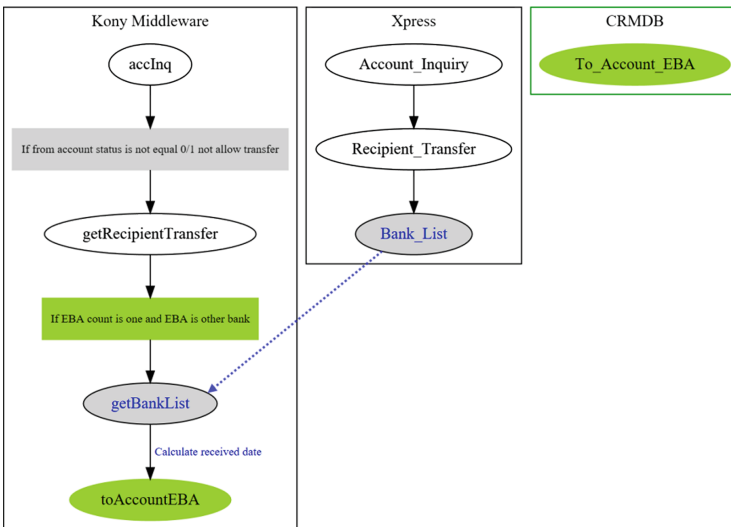 Kony Middleware
accInq
If from account status is not equal 0/1 not allow transfer
getRecipientTransfer
If EBA count is one and EBA is other bank
getBankList
Calculate received date
toAccountEBA
Xpress
Account_Inquiry
Recipient_Transfer
Bank_List
CRMDB
To_Account_EBA